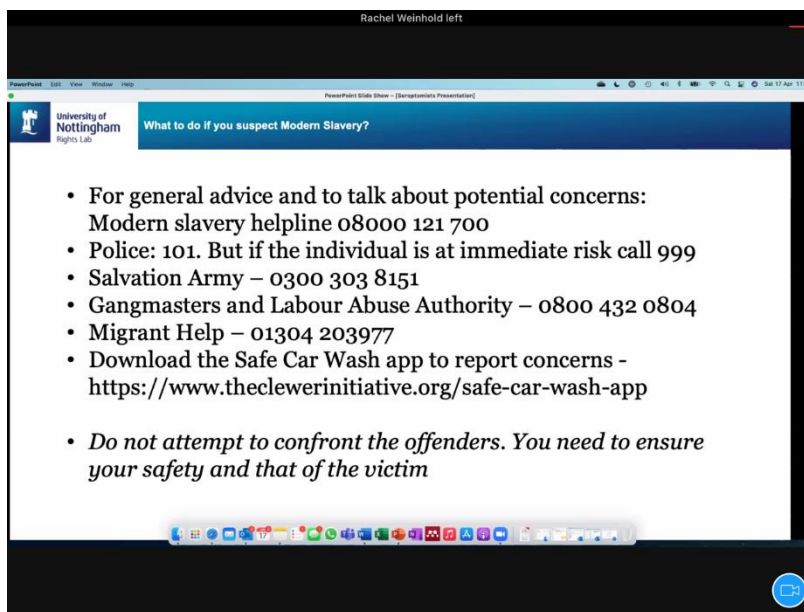 Rachel Weinhold left
PowerPoint Edit View Window Help
Sat 17 Apr 11
PowerPoint Slide Show - [Soroptomists Presentation]
University of
Nottingham
Rights Lab
What to do if you suspect Modern Slavery?
• For general advice and to talk about potential concerns:
Modern slavery helpline 08000 121 700
• Police: 101. But if the individual is at immediate risk call 999
• Salvation Army – 0300 303 8151
• Gangmasters and Labour Abuse Authority – 0800 432 0804
• Migrant Help – 01304 203977
• Download the Safe Car Wash app to report concerns -
https://www.theclewerinitiative.org/safe-car-wash-app
• Do not attempt to confront the offenders. You need to ensure
your safety and that of the victim
17